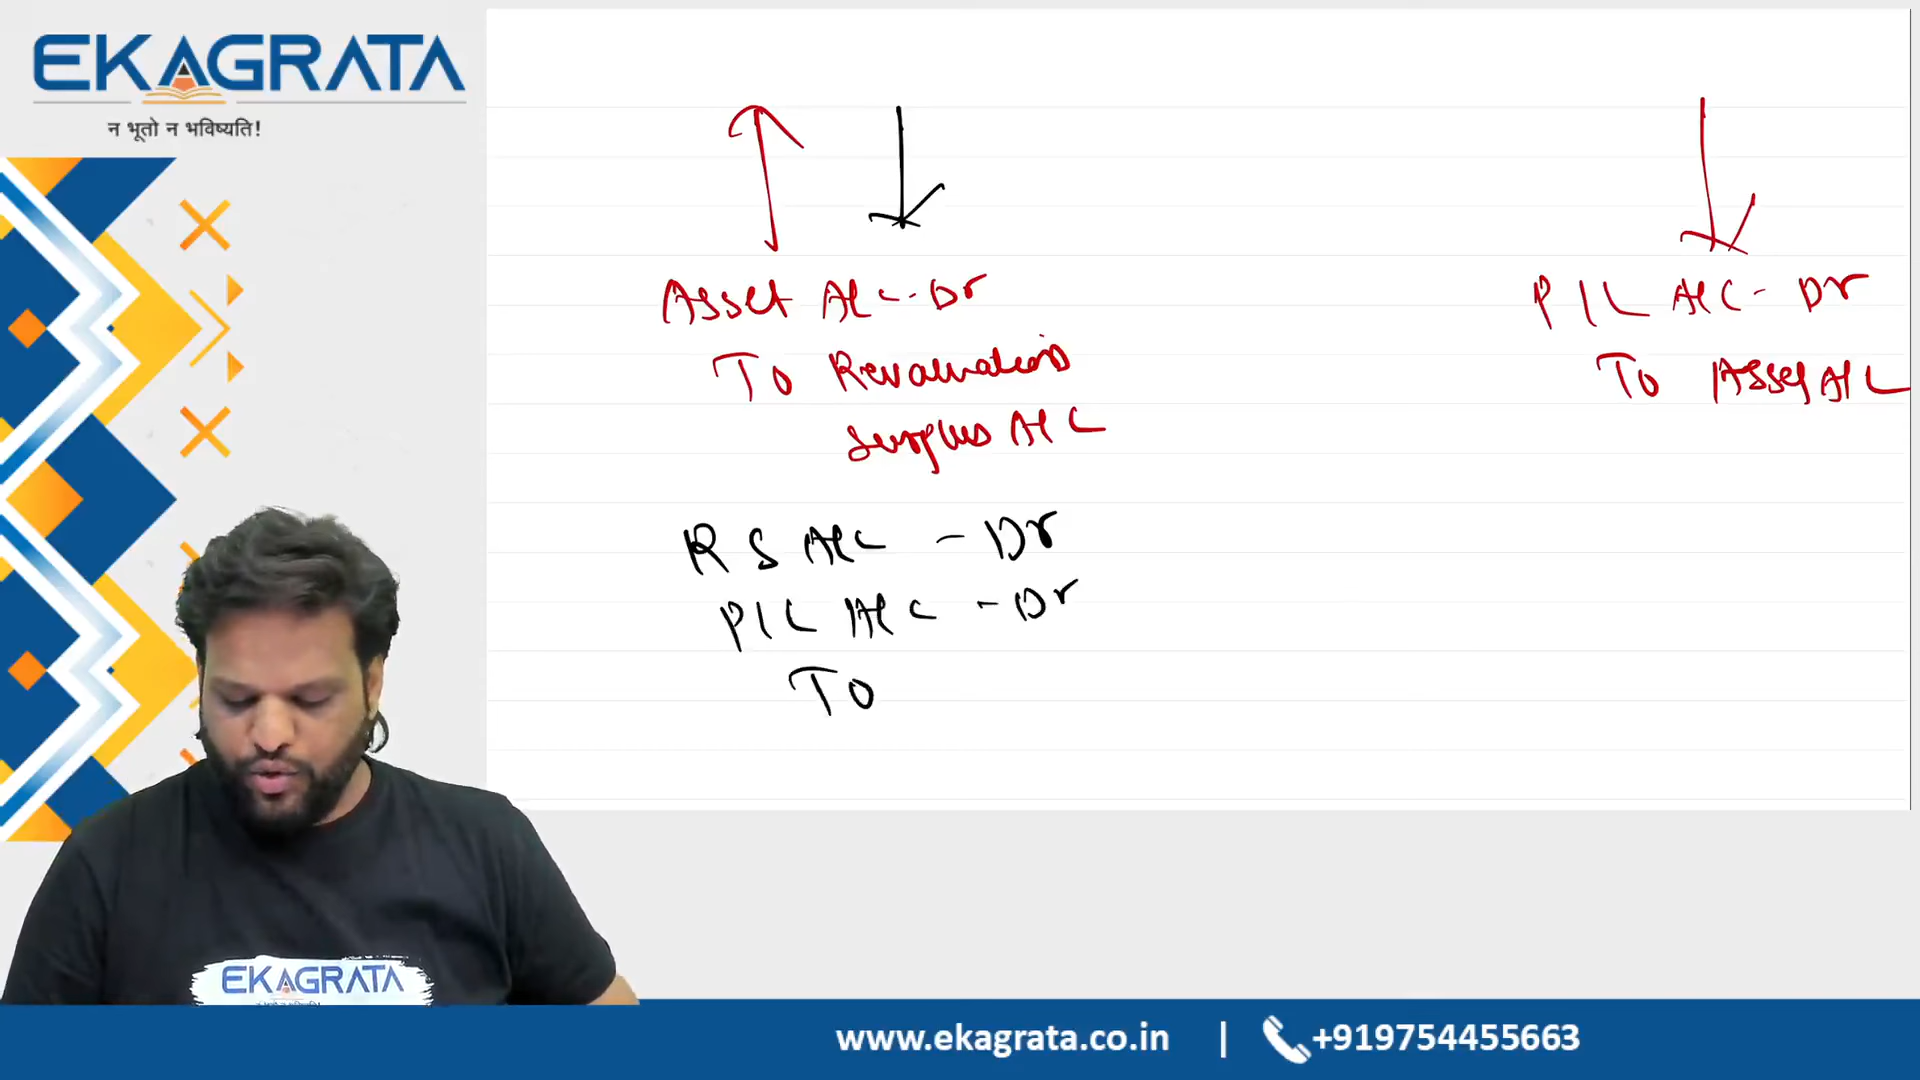 EKAGRATA
न भूतो न भविष्यति!
Asset A/C - Dr
To Revaluation
Surplus A/C
P/L A/C - Dr
To Asset A/C
R S A/C - Dr
P/L A/C - Dr
To
EKAGRATA
www.ekagrata.co.in | +919754455663